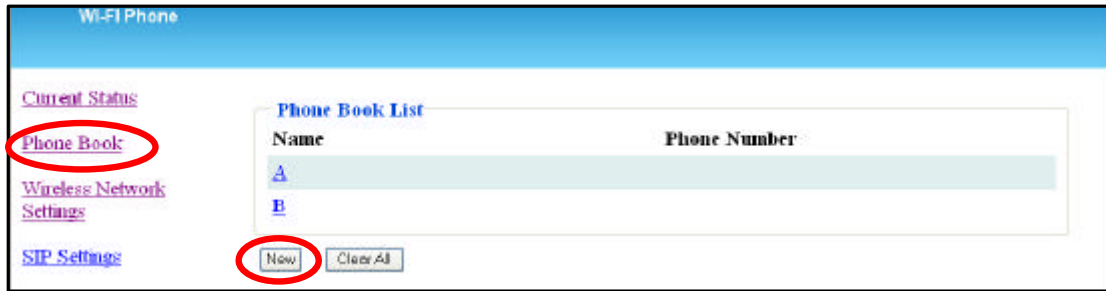 Wi-Fi Phone
Current Status
Phone Book
Wireless Network
Settings
SIP Settings
Phone Book List
Name Phone Number
A
B
New Clear All